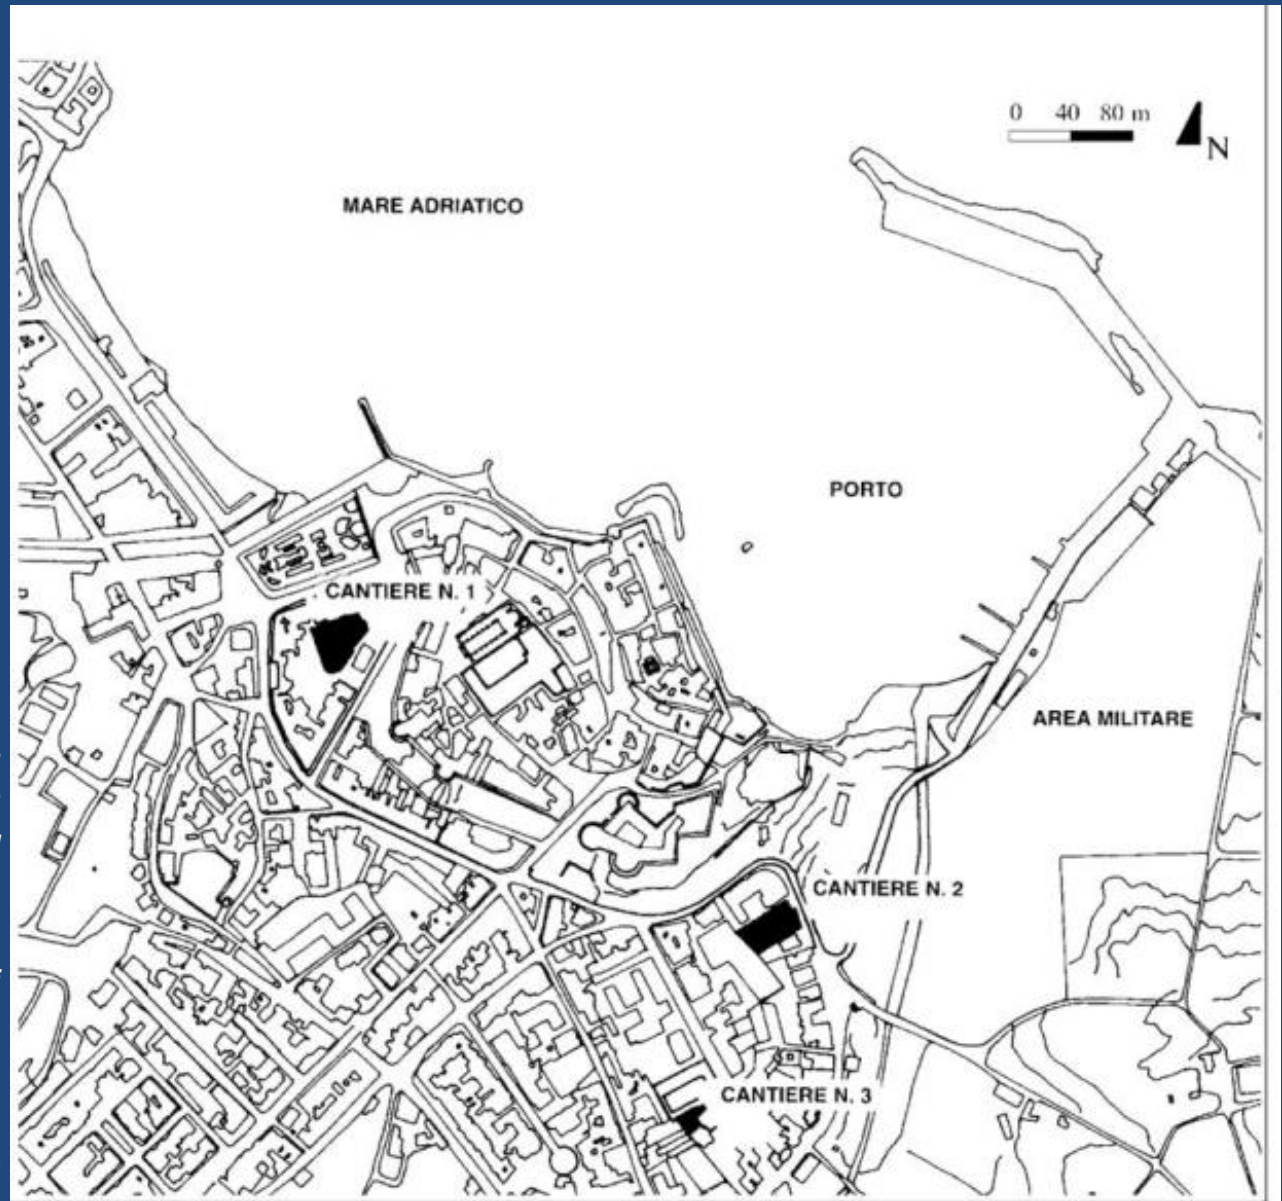 0 40 80 m
N
MARE ADRIATICO
PORTO
CANTIERE N. 1
AREA MILITARE
CANTIERE N. 2
CANTIERE N. 3